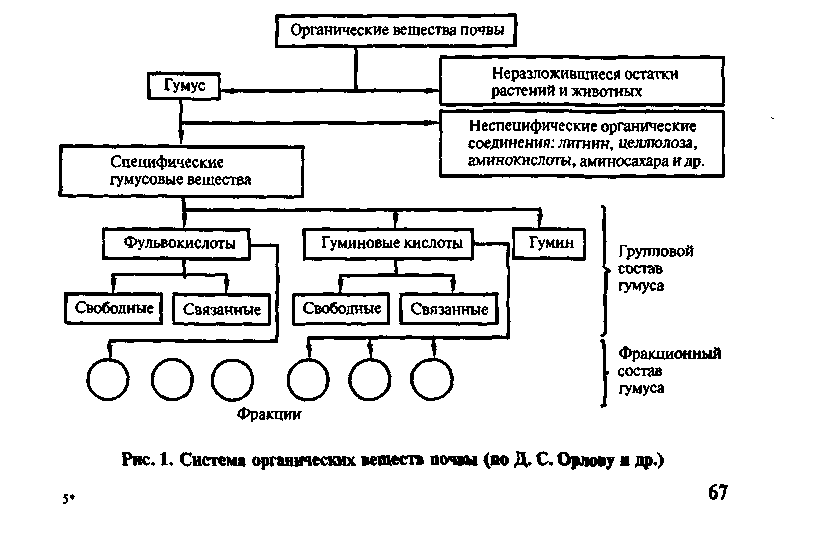 Органические вещества почвы
Гумус
Неразложившиеся остатки
растений и животных
Неспецифические органические
соединения: лигнин, целлюлоза,
аминокислоты, аминосахара и др.
Специфические
гумусовые вещества
Фульвокислоты
Гуминовые кислоты
Гумин
Групповой
состав
гумуса
Свободные
Связанные
Свободные
Связанные
Фракционный
состав
гумуса
Фракции
Рис. 1. Система органических веществ почвы (по Д. С. Орлову и др.)
5*
67